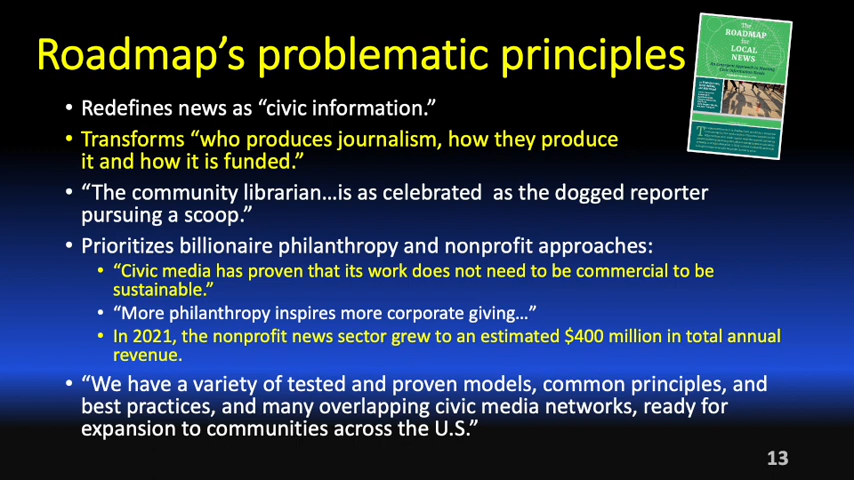 Roadmap's problematic principles
The
ROADMAP
for
LOCAL
NEWS
• Redefines news as “civic information.”
• Transforms “who produces journalism, how they produce
it and how it is funded.”
• “The community librarian…is as celebrated as the dogged reporter
pursuing a scoop.”
• Prioritizes billionaire philanthropy and nonprofit approaches:
• “Civic media has proven that its work does not need to be commercial to be
sustainable.”
• “More philanthropy inspires more corporate giving…”
• In 2021, the nonprofit news sector grew to an estimated $400 million in total annual
revenue.
• “We have a variety of tested and proven models, common principles, and
best practices, and many overlapping civic media networks, ready for
expansion to communities across the U.S.”
13